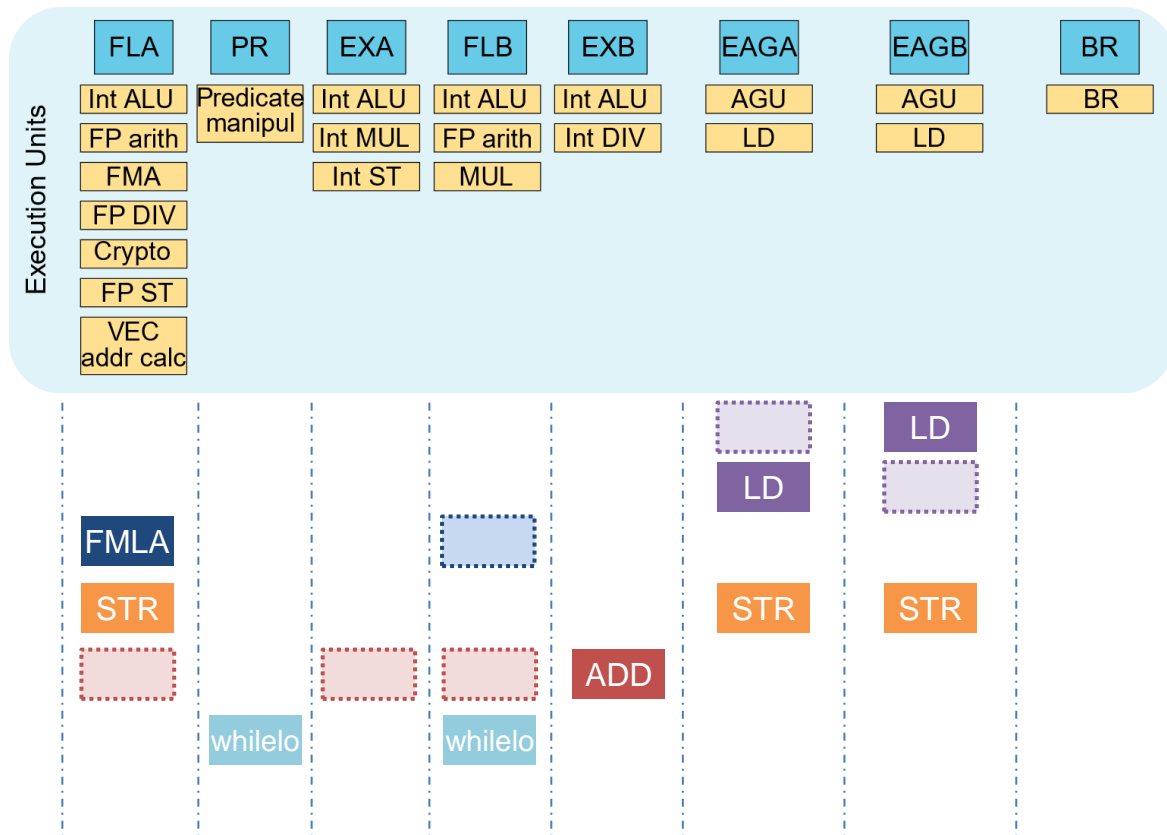 Execution Units
FLA PR EXA FLB EXB EAGA EAGB BR
Int ALU Predicate manipul Int ALU Int ALU Int ALU AGU AGU BR
FP arith Int MUL FP arith Int DIV LD LD
FMA Int ST MUL
FP DIV
Crypto
FP ST
VEC
addr calc
LD
LD
FMLA
STR STR STR
ADD
whilelo whilelo